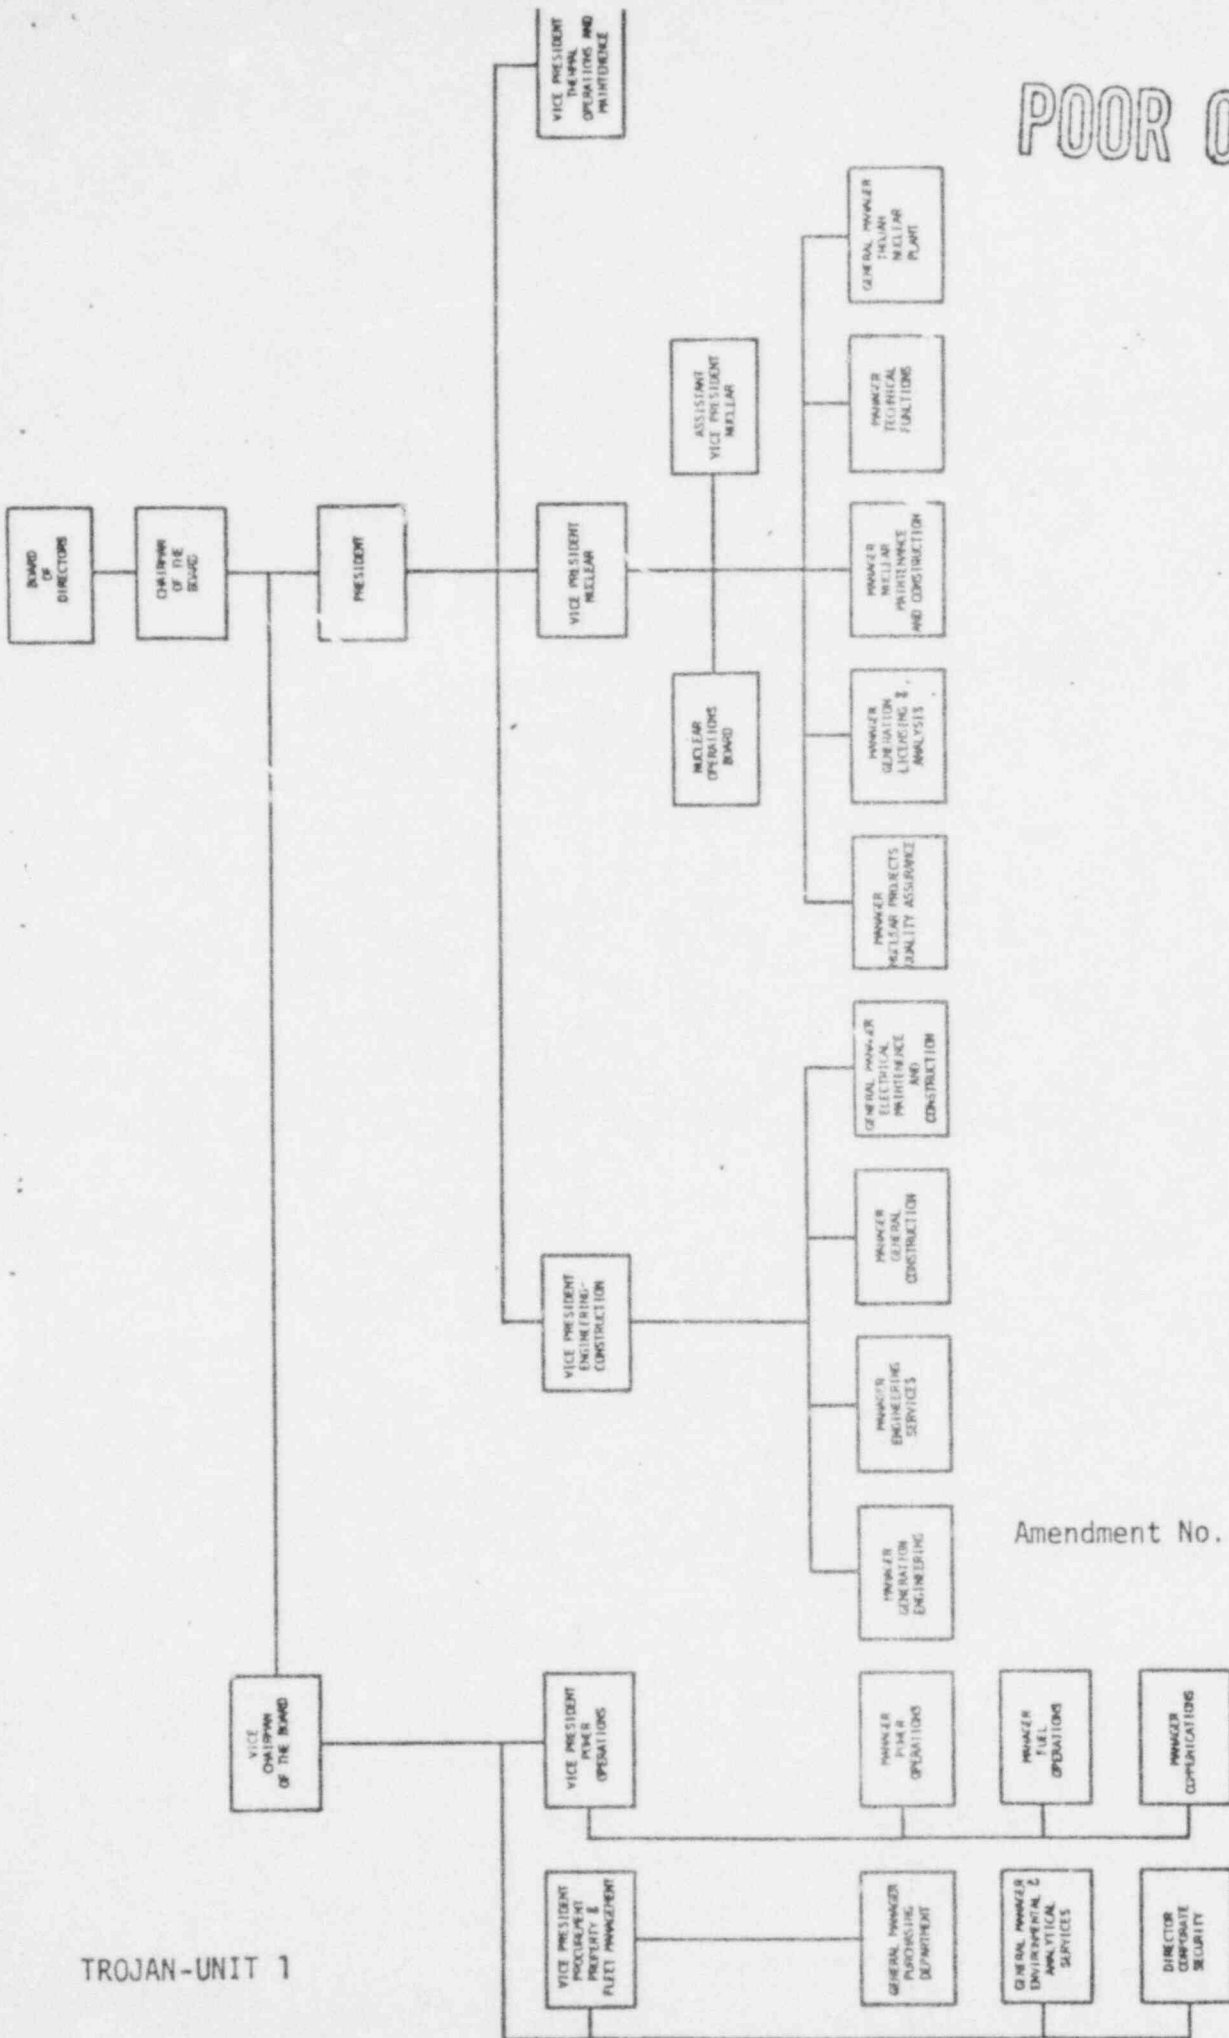 POOR O
BOARD
OF
DIRECTORS
CHAIRMAN
OF THE
BOARD
VICE
CHAIRMAN
OF THE BOARD
PRESIDENT
VICE PRESIDENT
PROCUREMENT
PROPERTY &
FLEET MANAGEMENT
VICE PRESIDENT
POWER
OPERATIONS
VICE PRESIDENT
ENGINEERING-
CONSTRUCTION
VICE PRESIDENT
NUCLEAR
VICE PRESIDENT
THERMAL
OPERATIONS AND
MAINTENENCE
NUCLEAR
OPERATIONS
BOARD
ASSISTANT
VICE PRESIDENT
NUCLEAR
GENERAL MANAGER
PURCHASING
DEPARTMENT
MANAGER
POWER
OPERATIONS
MANAGER
GENERATION
ENGINEERING
MANAGER
ENGINEERING
SERVICES
MANAGER
GENERAL
CONSTRUCTION
GENERAL MANAGER
ELECTRICAL
MAINTENENCE
AND
CONSTRUCTION
MANAGER
NUCLEAR PROJECTS
QUALITY ASSURANCE
MANAGER
GENERATION
LICENSING &
ANALYSIS
MANAGER
NUCLEAR
MAINTENANCE
AND CONSTRUCTION
MANAGER
TECHNICAL
FUNCTIONS
GENERAL MANAGER
TROJAN
NUCLEAR
PLANT
GENERAL MANAGER
ENVIRONMENTAL &
ANALYTICAL
SERVICES
MANAGER
FUEL
OPERATIONS
DIRECTOR
CORPORATE
SECURITY
MANAGER
COMMUNICATIONS
Amendment No.
TROJAN-UNIT 1